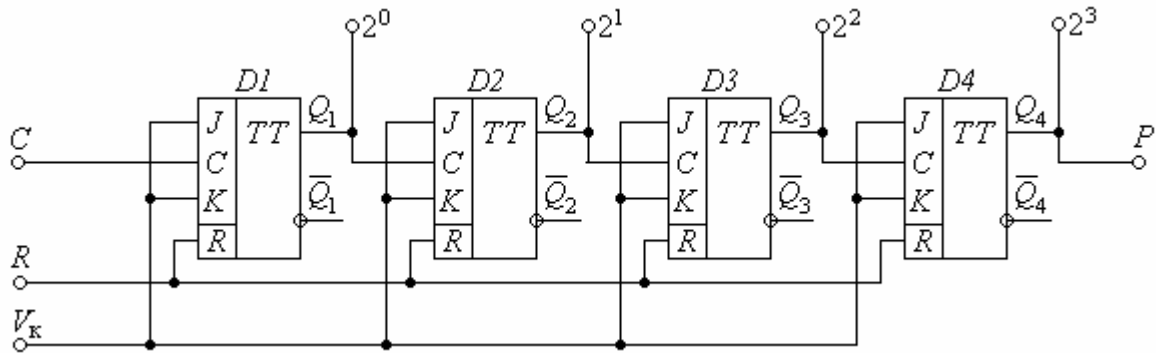 2⁰ 2¹ 2² 2³
D1 D2 D3 D4
J TT Q₁ J TT Q₂ J TT Q₃ J TT Q₄
C C C C C P
K Q̅₁ K Q̅₂ K Q̅₃ K Q̅₄
R R R R R
Vк